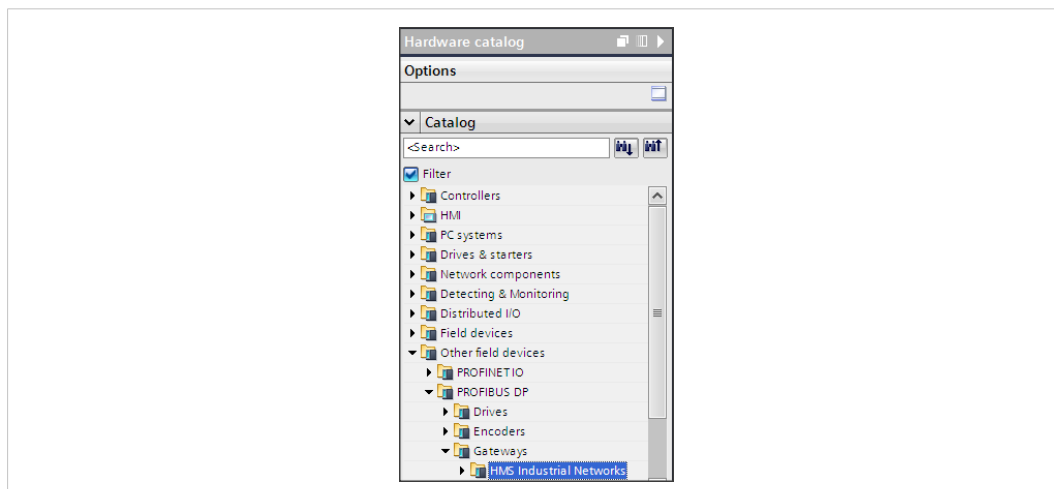 Hardware catalog
Options
Catalog
<Search>
Filter
Controllers
HMI
PC systems
Drives & starters
Network components
Detecting & Monitoring
Distributed I/O
Field devices
Other field devices
PROFINET IO
PROFIBUS DP
Drives
Encoders
Gateways
HMS Industrial Networks